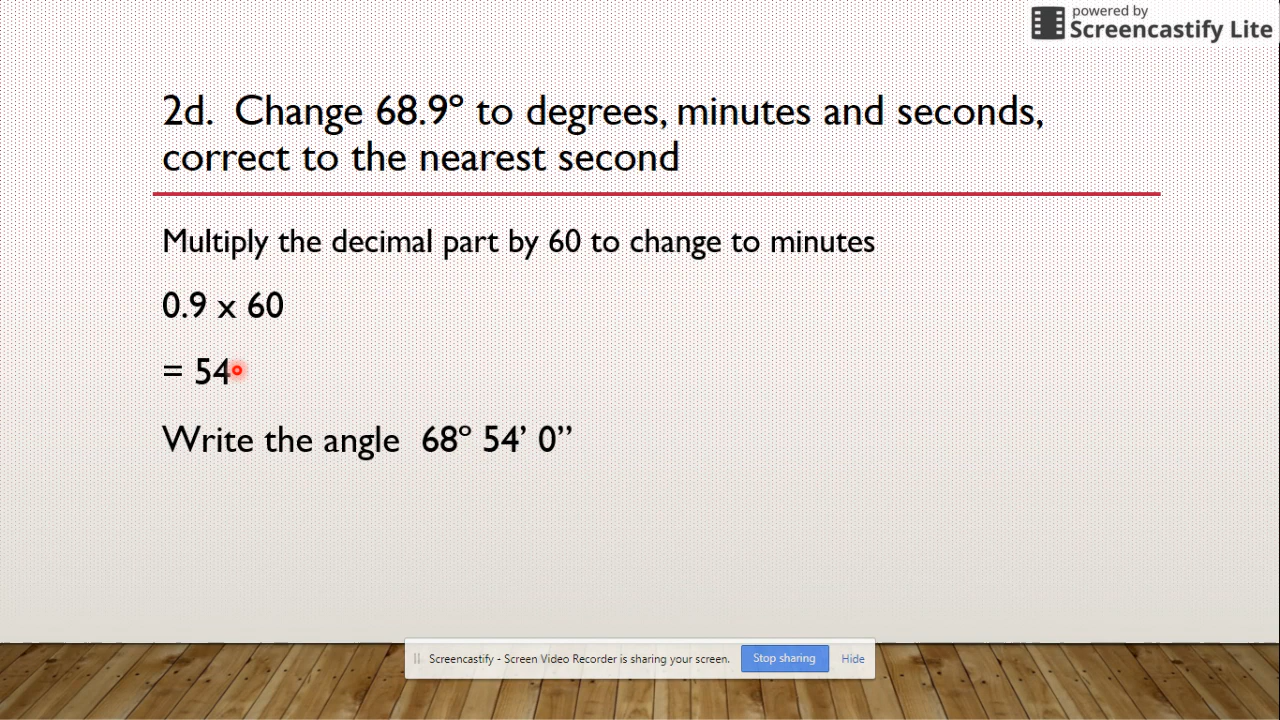 powered by
Screencastify Lite
2d. Change 68.9º to degrees, minutes and seconds,
correct to the nearest second
Multiply the decimal part by 60 to change to minutes
0.9 x 60
= 54
Write the angle 68º 54’ 0”
Screencastify - Screen Video Recorder is sharing your screen.
Stop sharing
Hide